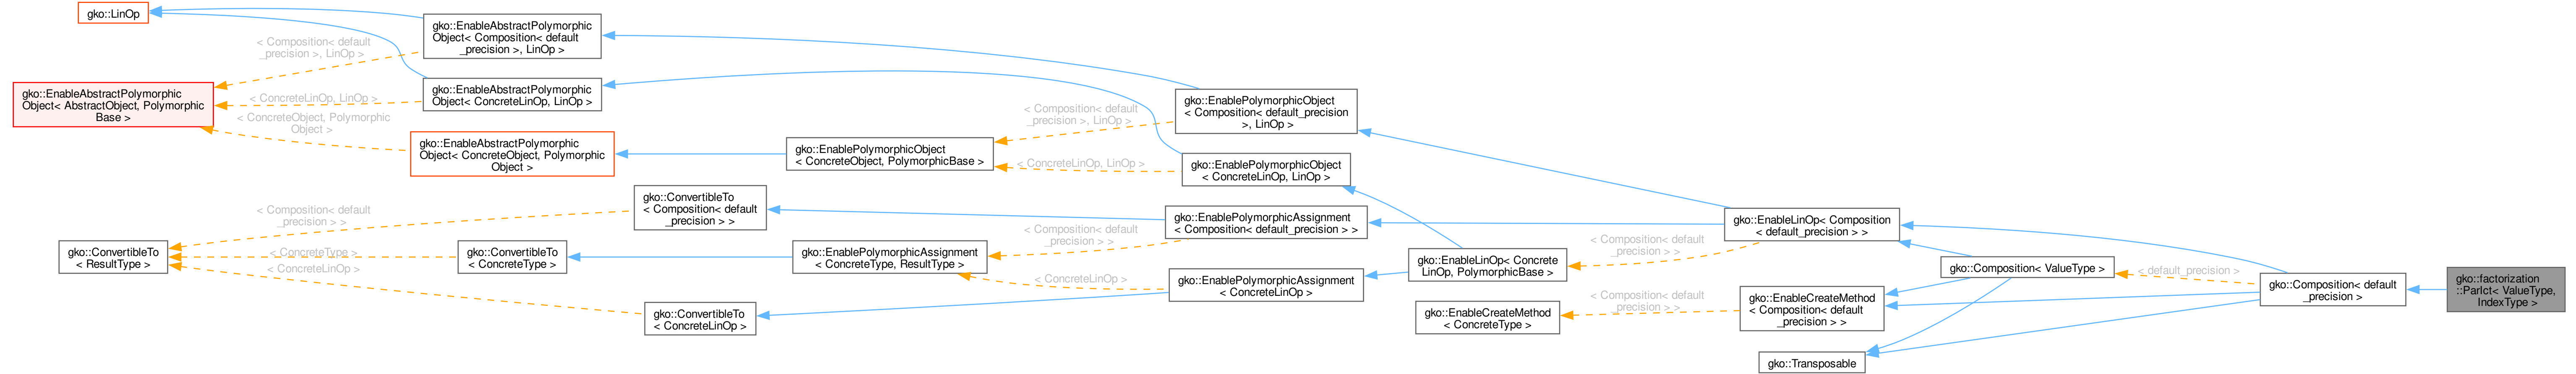 gko::LinOp
gko::EnableAbstractPolymorphic
Object< Composition< default
_precision >, LinOp >
< Composition< default
_precision >, LinOp >
gko::EnableAbstractPolymorphic
Object< AbstractObject, Polymorphic
Base >
< ConcreteLinOp, LinOp >
gko::EnableAbstractPolymorphic
Object< ConcreteLinOp, LinOp >
< ConcreteObject, Polymorphic
Object >
gko::EnableAbstractPolymorphic
Object< ConcreteObject, Polymorphic
Object >
gko::EnablePolymorphicObject
< ConcreteObject, PolymorphicBase >
< Composition< default
_precision >, LinOp >
gko::EnablePolymorphicObject
< Composition< default_precision
>, LinOp >
< ConcreteLinOp, LinOp >
gko::EnablePolymorphicObject
< ConcreteLinOp, LinOp >
gko::ConvertibleTo
< Composition< default
_precision > >
< Composition< default
_precision > >
gko::ConvertibleTo
< ResultType >
< ConcreteType >
< ConcreteLinOp >
gko::ConvertibleTo
< ConcreteType >
gko::ConvertibleTo
< ConcreteLinOp >
gko::EnablePolymorphicAssignment
< ConcreteType, ResultType >
< Composition< default
_precision > >
< ConcreteLinOp >
gko::EnablePolymorphicAssignment
< Composition< default_precision > >
gko::EnablePolymorphicAssignment
< ConcreteLinOp >
gko::EnableLinOp< Concrete
LinOp, PolymorphicBase >
< Composition< default
_precision > >
gko::EnableLinOp< Composition
< default_precision > >
gko::EnableCreateMethod
< ConcreteType >
< Composition< default
_precision > >
gko::EnableCreateMethod
< Composition< default
_precision > >
gko::Transposable
gko::Composition< ValueType >
< default_precision >
gko::Composition< default
_precision >
gko::factorization
::ParIct< ValueType,
IndexType >